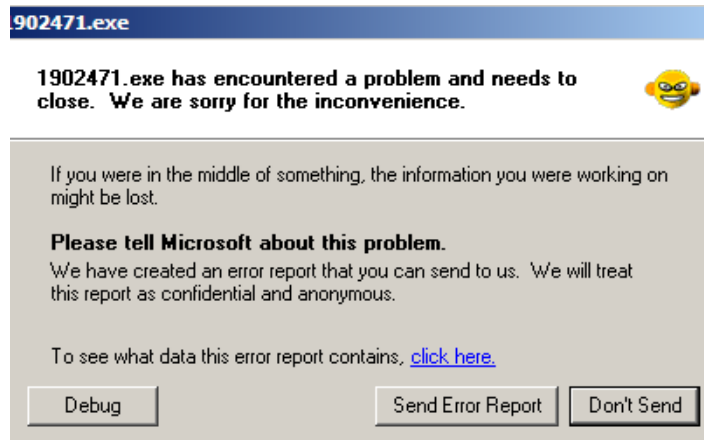 1902471.exe
1902471.exe has encountered a problem and needs to
close.  We are sorry for the inconvenience.
If you were in the middle of something, the information you were working on
might be lost.
Please tell Microsoft about this problem.
We have created an error report that you can send to us.  We will treat
this report as confidential and anonymous.
To see what data this error report contains, click here.
Debug
Send Error Report
Don't Send